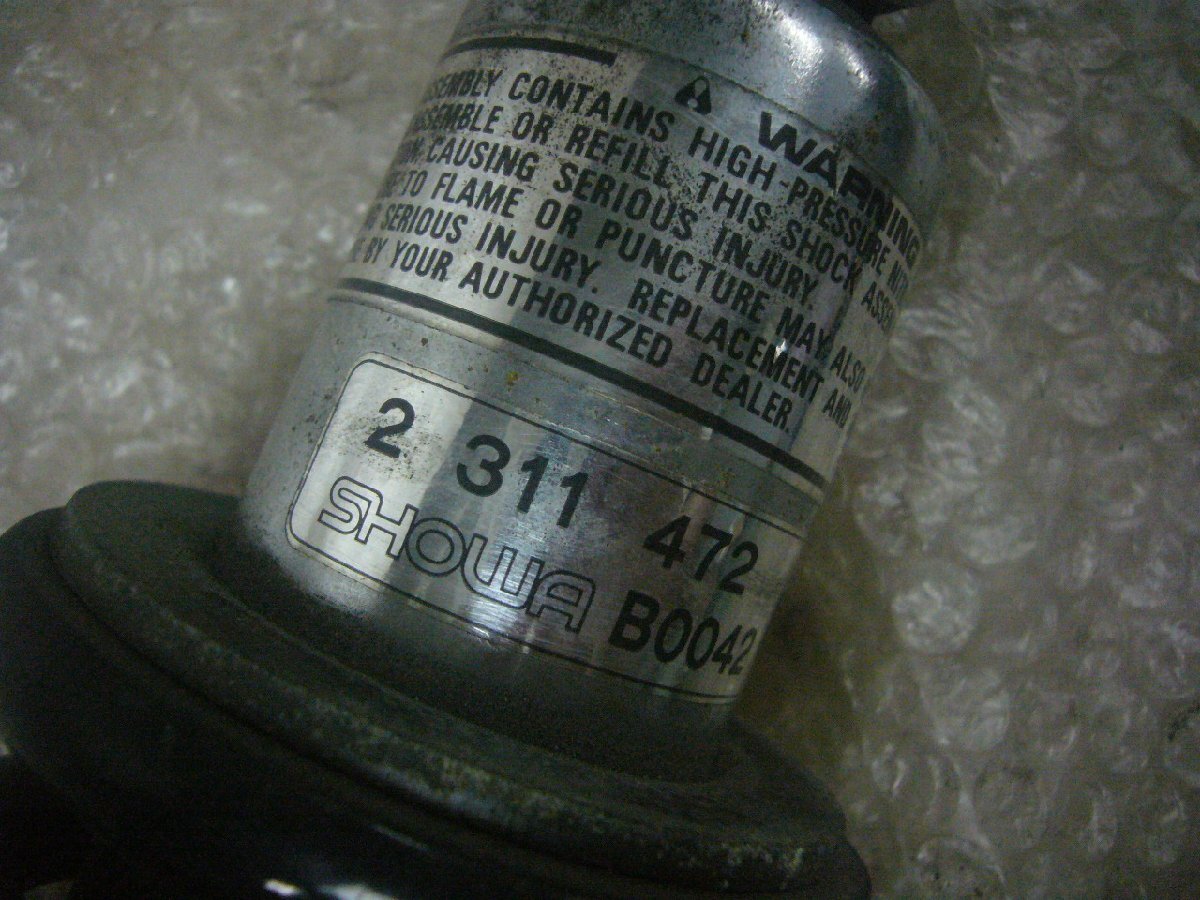 WARNING
ASSEMBLY CONTAINS HIGH-PRESSURE
OR REFILL THIS SHOCK
CAUSING SERIOUS INJURY.
TO FLAME OR PUNCTURE MAY ALSO
SERIOUS INJURY. REPLACEMENT AND
BY YOUR AUTHORIZED DEALER.
2 311 472
SHOWA B0042